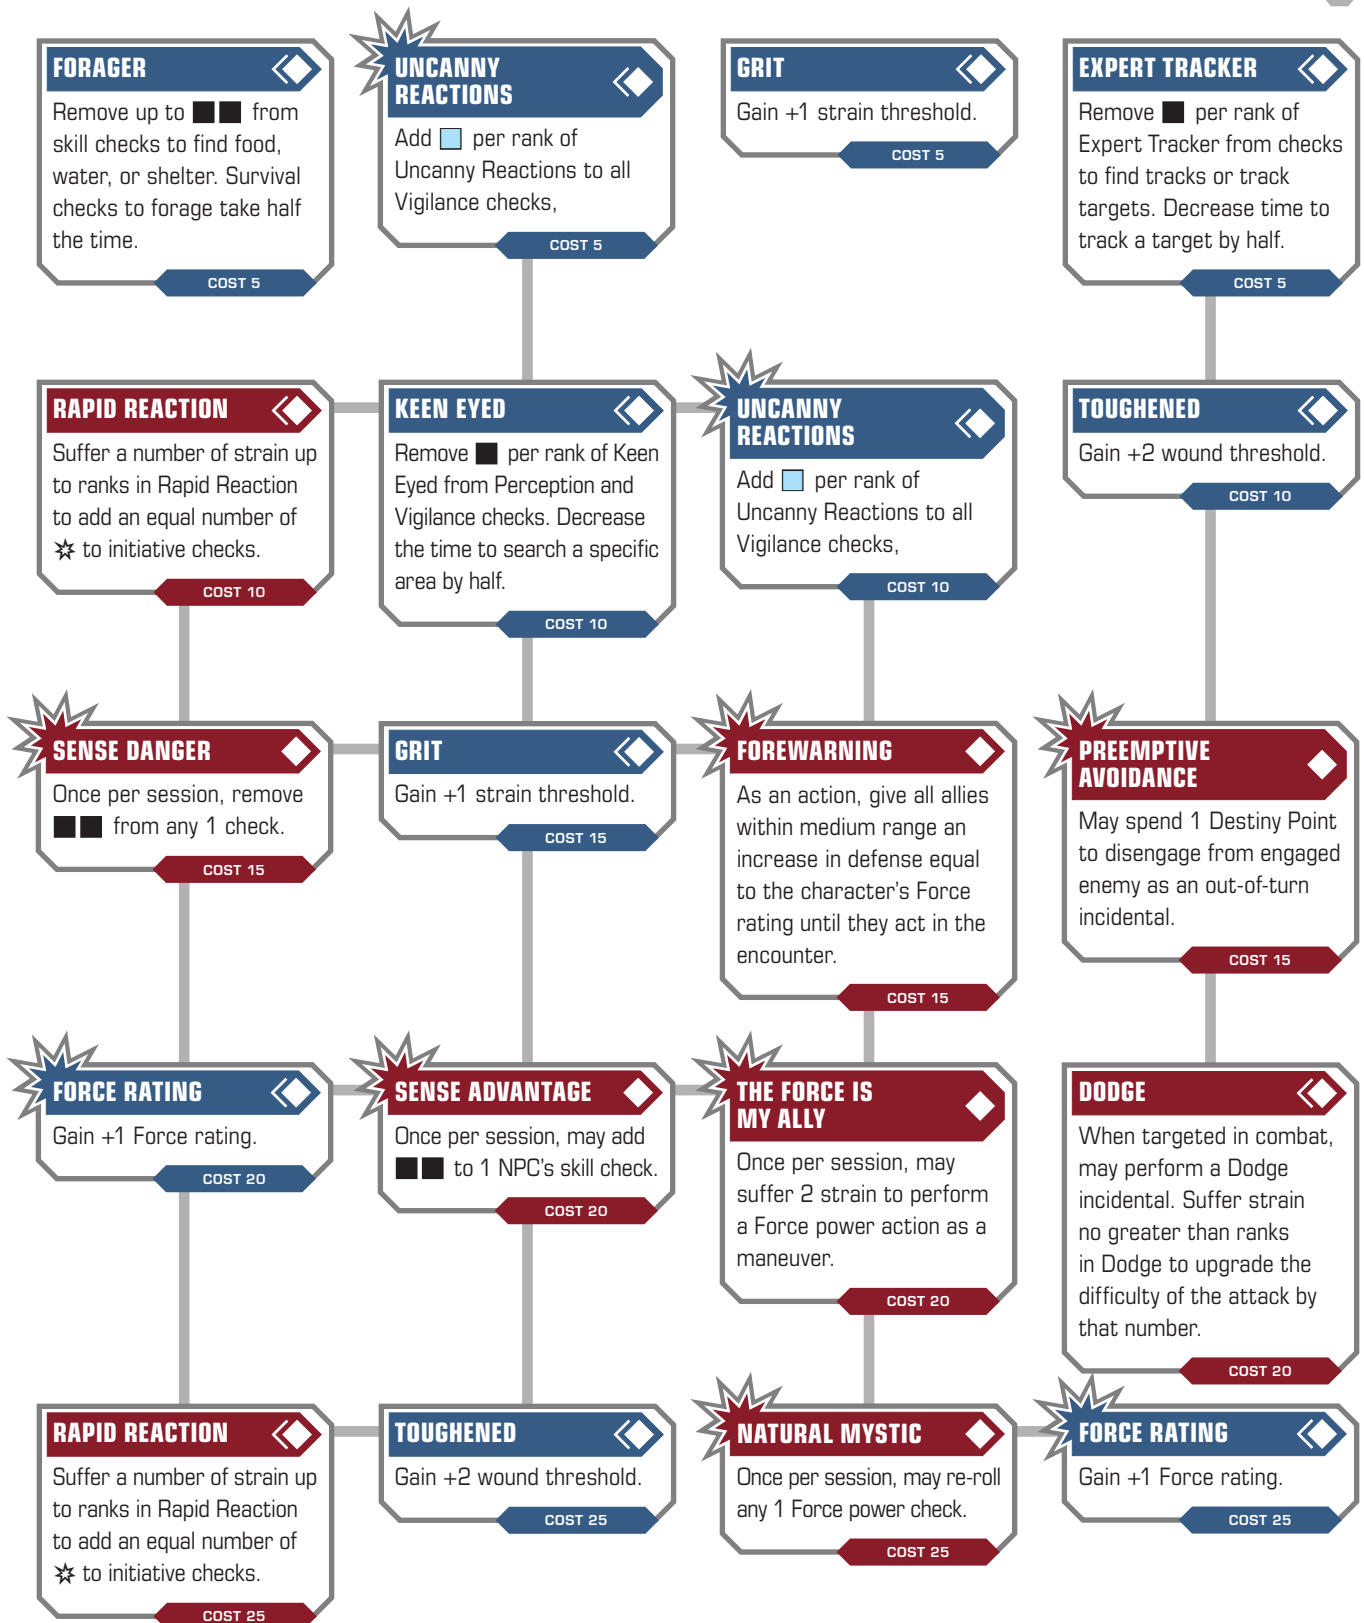 FORAGER
Remove up to from
skill checks to find food,
water, or shelter. Survival
checks to forage take half
the time.
COST 5
UNCANNY
REACTIONS
Add per rank of
Uncanny Reactions to all
Vigilance checks,
COST 5
GRIT
Gain +1 strain threshold.
COST 5
EXPERT TRACKER
Remove per rank of
Expert Tracker from checks
to find tracks or track
targets. Decrease time to
track a target by half.
COST 5
RAPID REACTION
Suffer a number of strain up
to ranks in Rapid Reaction
to add an equal number of
to initiative checks.
COST 10
KEEN EYED
Remove per rank of Keen
Eyed from Perception and
Vigilance checks. Decrease
the time to search a specific
area by half.
COST 10
UNCANNY
REACTIONS
Add per rank of
Uncanny Reactions to all
Vigilance checks,
COST 10
TOUGHENED
Gain +2 wound threshold.
COST 10
SENSE DANGER
Once per session, remove
from any 1 check.
COST 15
GRIT
Gain +1 strain threshold.
COST 15
FOREWARNING
As an action, give all allies
within medium range an
increase in defense equal
to the character's Force
rating until they act in the
encounter.
COST 15
PREEMPTIVE
AVOIDANCE
May spend 1 Destiny Point
to disengage from engaged
enemy as an out-of-turn
incidental.
COST 15
FORCE RATING
Gain +1 Force rating.
COST 20
SENSE ADVANTAGE
Once per session, may add
to 1 NPC's skill check.
COST 20
THE FORCE IS
MY ALLY
Once per session, may
suffer 2 strain to perform
a Force power action as a
maneuver.
COST 20
DODGE
When targeted in combat,
may perform a Dodge
incidental. Suffer strain
no greater than ranks
in Dodge to upgrade the
difficulty of the attack by
that number.
COST 20
RAPID REACTION
Suffer a number of strain up
to ranks in Rapid Reaction
to add an equal number of
to initiative checks.
COST 25
TOUGHENED
Gain +2 wound threshold.
COST 25
NATURAL MYSTIC
Once per session, may re-roll
any 1 Force power check.
COST 25
FORCE RATING
Gain +1 Force rating.
COST 25